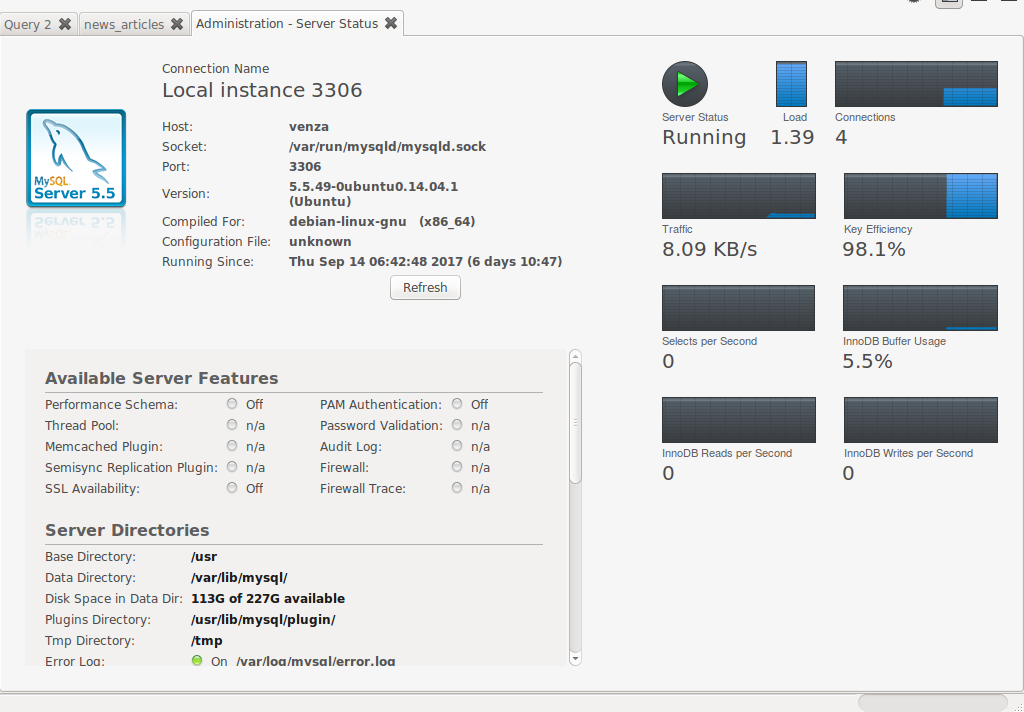 Query 2
news_articles
Administration - Server Status
Connection Name
Local instance 3306
MySQL
Server 5.5
Host: venza
Socket: /var/run/mysqld/mysqld.sock
Port: 3306
Version: 5.5.49-0ubuntu0.14.04.1
(Ubuntu)
Compiled For: debian-linux-gnu (x86_64)
Configuration File: unknown
Running Since: Thu Sep 14 06:42:48 2017 (6 days 10:47)
Refresh
Server Status
Running
Load
1.39
Connections
4
Traffic
8.09 KB/s
Key Efficiency
98.1%
Selects per Second
0
InnoDB Buffer Usage
5.5%
InnoDB Reads per Second
0
InnoDB Writes per Second
0
Available Server Features
Performance Schema: Off PAM Authentication: Off
Thread Pool: n/a Password Validation: n/a
Memcached Plugin: n/a Audit Log: n/a
Semisync Replication Plugin: n/a Firewall: n/a
SSL Availability: Off Firewall Trace: n/a
Server Directories
Base Directory: /usr
Data Directory: /var/lib/mysql/
Disk Space in Data Dir: 113G of 227G available
Plugins Directory: /usr/lib/mysql/plugin/
Tmp Directory: /tmp
Error Log: On /var/log/mysql/error.log